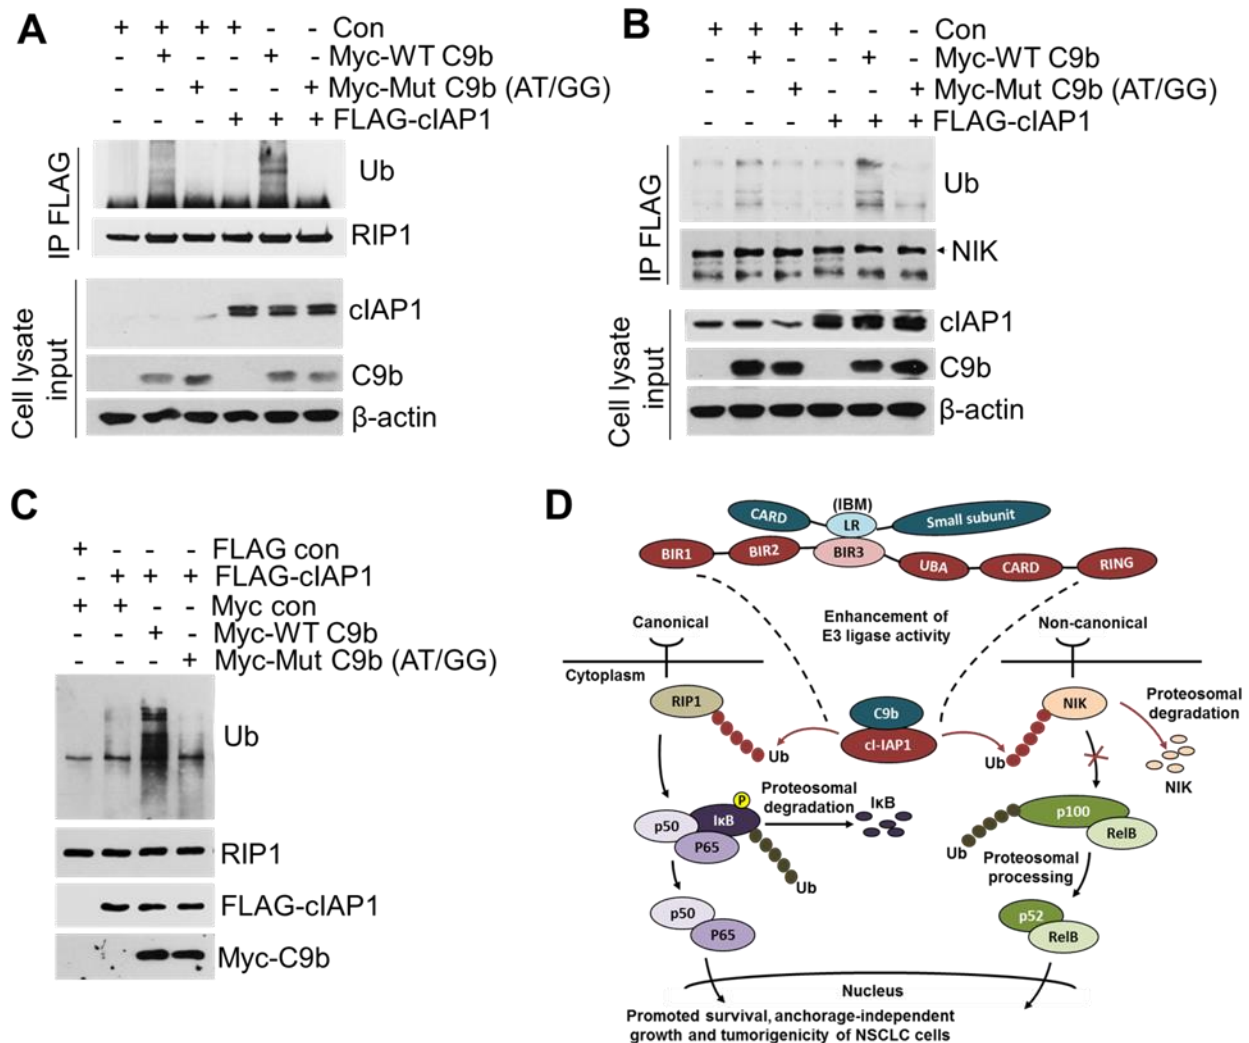 A
+ + + + - - Con
- + - - + - Myc-WT C9b
- - + - - + Myc-Mut C9b (AT/GG)
- - - + + + FLAG-cIAP1
IP FLAG
Ub
RIP1
Cell lysate
input
cIAP1
C9b
β-actin
B
+ + + + - - Con
- + - - + - Myc-WT C9b
- - + - - + Myc-Mut C9b (AT/GG)
- - - + + + FLAG-cIAP1
IP FLAG
Ub
NIK
Cell lysate
input
cIAP1
C9b
β-actin
C
+ - - - FLAG con
- + + + FLAG-cIAP1
+ + - - Myc con
- - + - Myc-WT C9b
- - - + Myc-Mut C9b (AT/GG)
Ub
RIP1
FLAG-cIAP1
Myc-C9b
D
(IBM)
CARD LR Small subunit
BIR1 BIR2 BIR3 UBA CARD RING
Enhancement of
E3 ligase activity
Canonical
Non-canonical
Cytoplasm
RIP1
Ub
C9b
cI-IAP1
Ub
NIK
Proteosomal
degradation
NIK
p50 IκB P
P65
Ub
Proteosomal
degradation
IκB
p100
RelB
Ub
Proteosomal
processing
p50
P65
p52
RelB
Nucleus
Promoted survival, anchorage-independent
growth and tumorigenicity of NSCLC cells